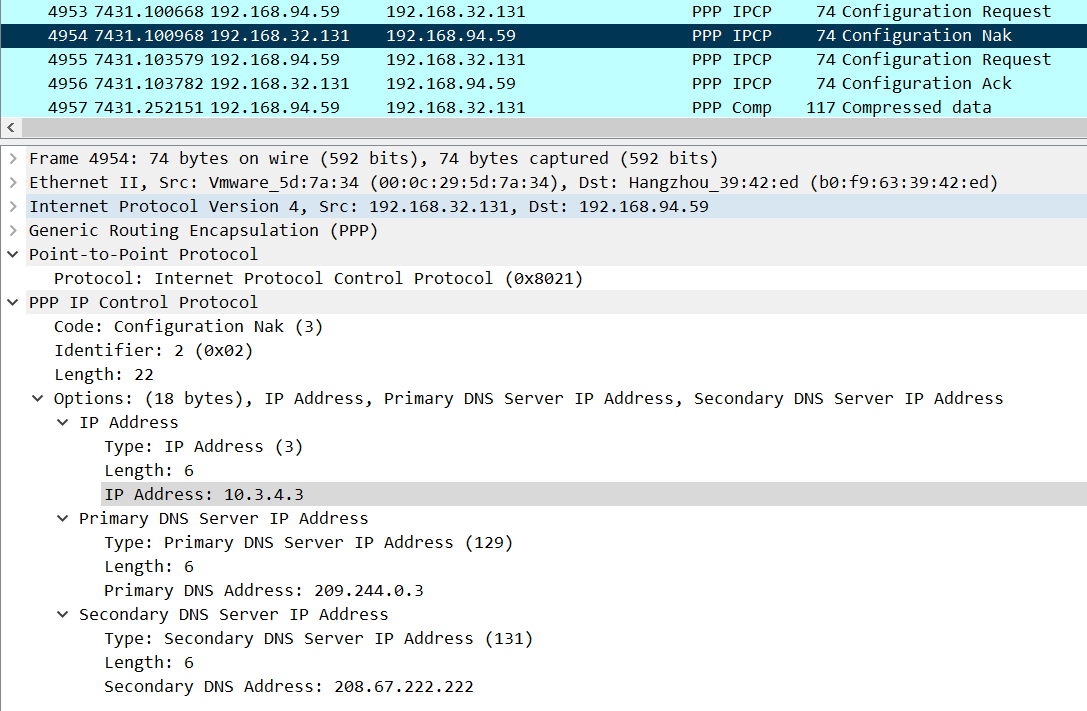 4953 7431.100668 192.168.94.59 192.168.32.131 PPP IPCP 74 Configuration Request
4954 7431.100968 192.168.32.131 192.168.94.59 PPP IPCP 74 Configuration Nak
4955 7431.103579 192.168.94.59 192.168.32.131 PPP IPCP 74 Configuration Request
4956 7431.103782 192.168.32.131 192.168.94.59 PPP IPCP 74 Configuration Ack
4957 7431.252151 192.168.94.59 192.168.32.131 PPP Comp 117 Compressed data
Frame 4954: 74 bytes on wire (592 bits), 74 bytes captured (592 bits)
Ethernet II, Src: Vmware_5d:7a:34 (00:0c:29:5d:7a:34), Dst: Hangzhou_39:42:ed (b0:f9:63:39:42:ed)
Internet Protocol Version 4, Src: 192.168.32.131, Dst: 192.168.94.59
Generic Routing Encapsulation (PPP)
Point-to-Point Protocol
Protocol: Internet Protocol Control Protocol (0x8021)
PPP IP Control Protocol
Code: Configuration Nak (3)
Identifier: 2 (0x02)
Length: 22
Options: (18 bytes), IP Address, Primary DNS Server IP Address, Secondary DNS Server IP Address
IP Address
Type: IP Address (3)
Length: 6
IP Address: 10.3.4.3
Primary DNS Server IP Address
Type: Primary DNS Server IP Address (129)
Length: 6
Primary DNS Address: 209.244.0.3
Secondary DNS Server IP Address
Type: Secondary DNS Server IP Address (131)
Length: 6
Secondary DNS Address: 208.67.222.222